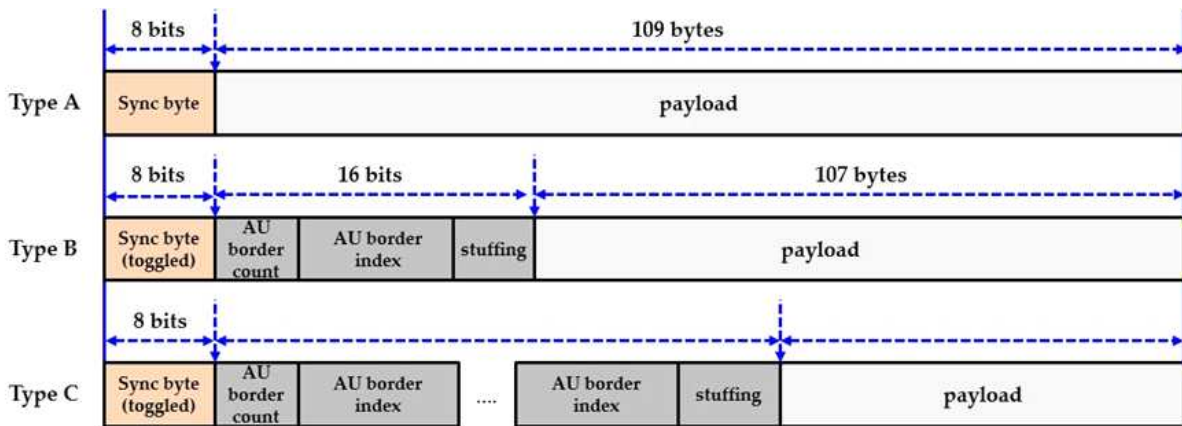 8 bits 109 bytes
Type A Sync byte payload
8 bits 16 bits 107 bytes
Type B Sync byte (toggled) AU border count AU border index stuffing payload
8 bits
Type C Sync byte (toggled) AU border count AU border index .... AU border index stuffing payload